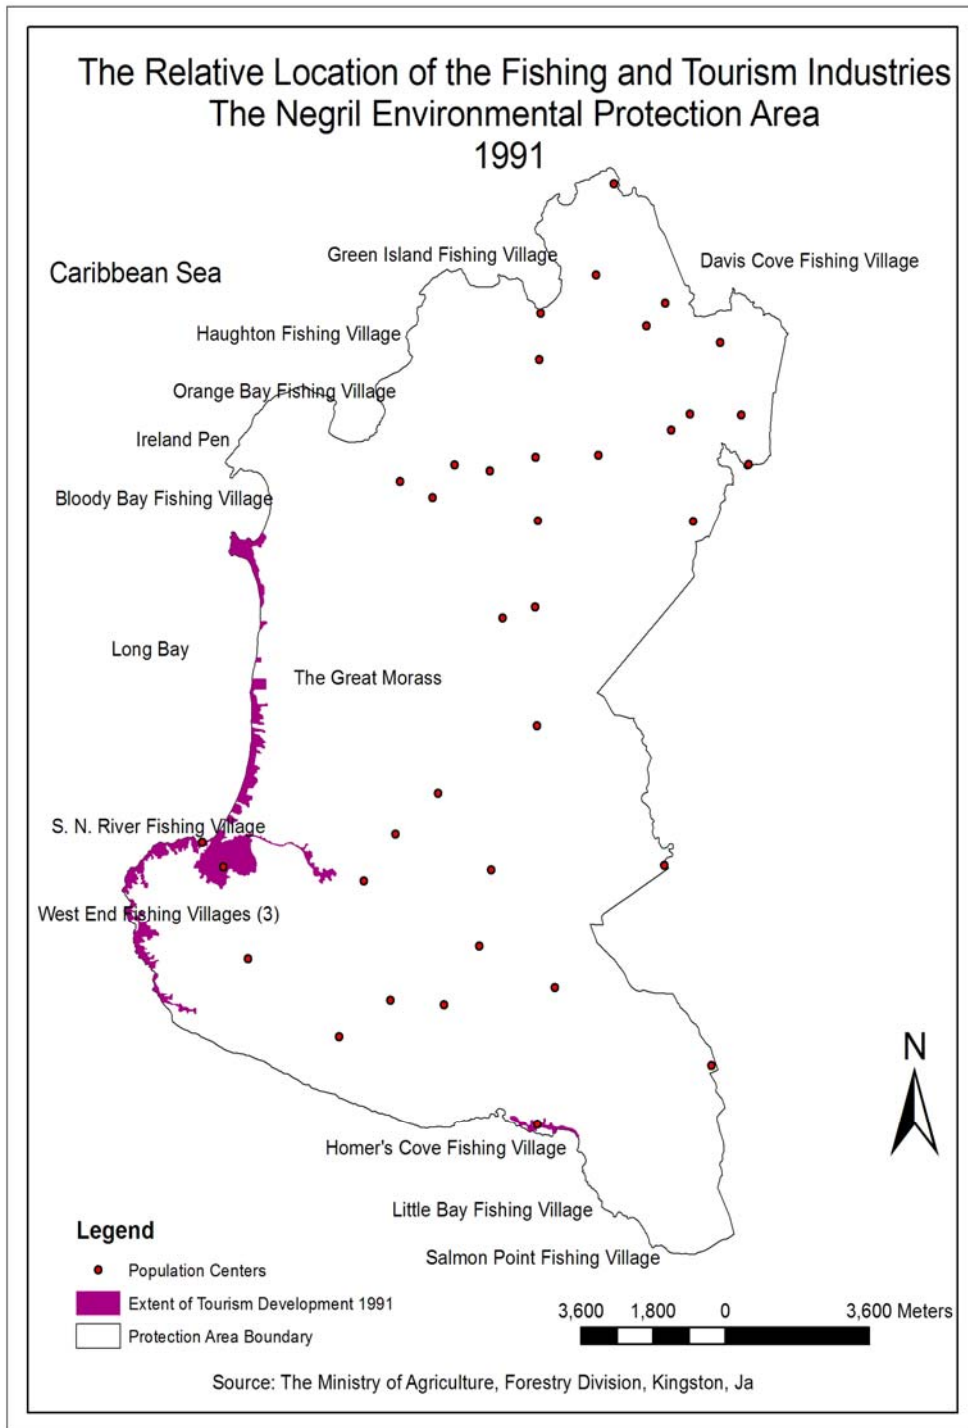 The Relative Location of the Fishing and Tourism Industries
The Negril Environmental Protection Area
1991
Green Island Fishing Village
Davis Cove Fishing Village
Caribbean Sea
Haughton Fishing Village
Orange Bay Fishing Village
Ireland Pen
Bloody Bay Fishing Village
Long Bay
The Great Morass
S. N. River Fishing Village
West End Fishing Villages (3)
N
Homer's Cove Fishing Village
Little Bay Fishing Village
Salmon Point Fishing Village
Legend
Population Centers
Extent of Tourism Development 1991
Protection Area Boundary
3,600 1,800 0 3,600 Meters
Source: The Ministry of Agriculture, Forestry Division, Kingston, Ja